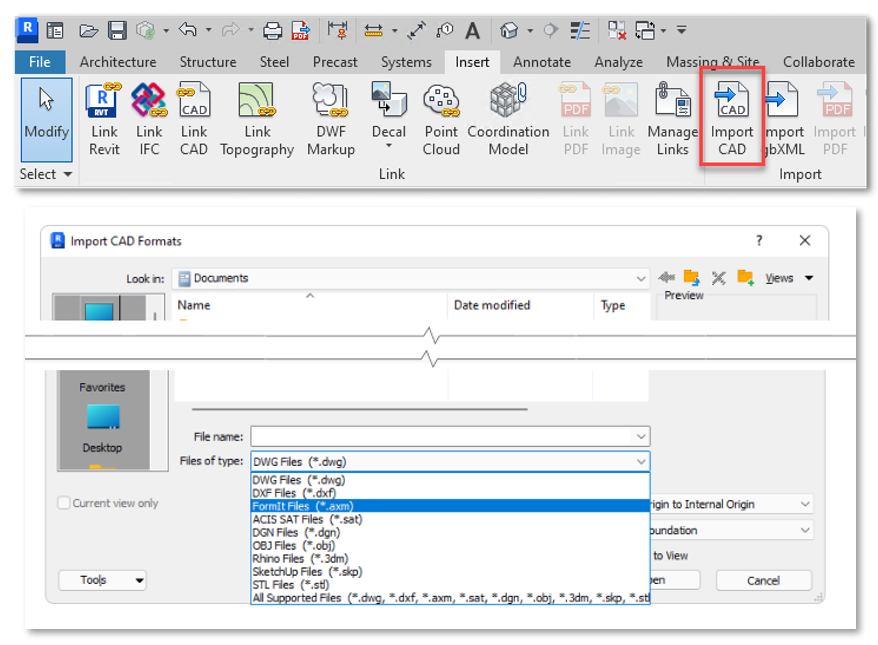 File Architecture Structure Steel Precast Systems Insert Annotate Analyze Massing & Site Collaborate
Modify Link Revit Link IFC Link CAD Link Topography DWF Markup Decal Point Cloud Coordination Model Link PDF Link Image Manage Links Import CAD mport gbXML Import PDF
Select Link Import
Import CAD Formats ?
Look in: Documents Views
Name Date modified Type Preview
Favorites
Desktop
File name:
Files of type: DWG Files (*.dwg)
DWG Files (*.dwg)
DXF Files (*.dxf)
FormIt Files (*.axm)
ACIS SAT Files (*.sat)
DGN Files (*.dgn)
OBJ Files (*.obj)
Rhino Files (*.3dm)
SketchUp Files (*.skp)
STL Files (*.stl)
All Supported Files (*.dwg, *.dxf, *.axm, *.sat, *.dgn, *.obj, *.3dm, *.skp, *.stl
Current view only
rigin to Internal Origin
oundation
to View
Tools
pen Cancel